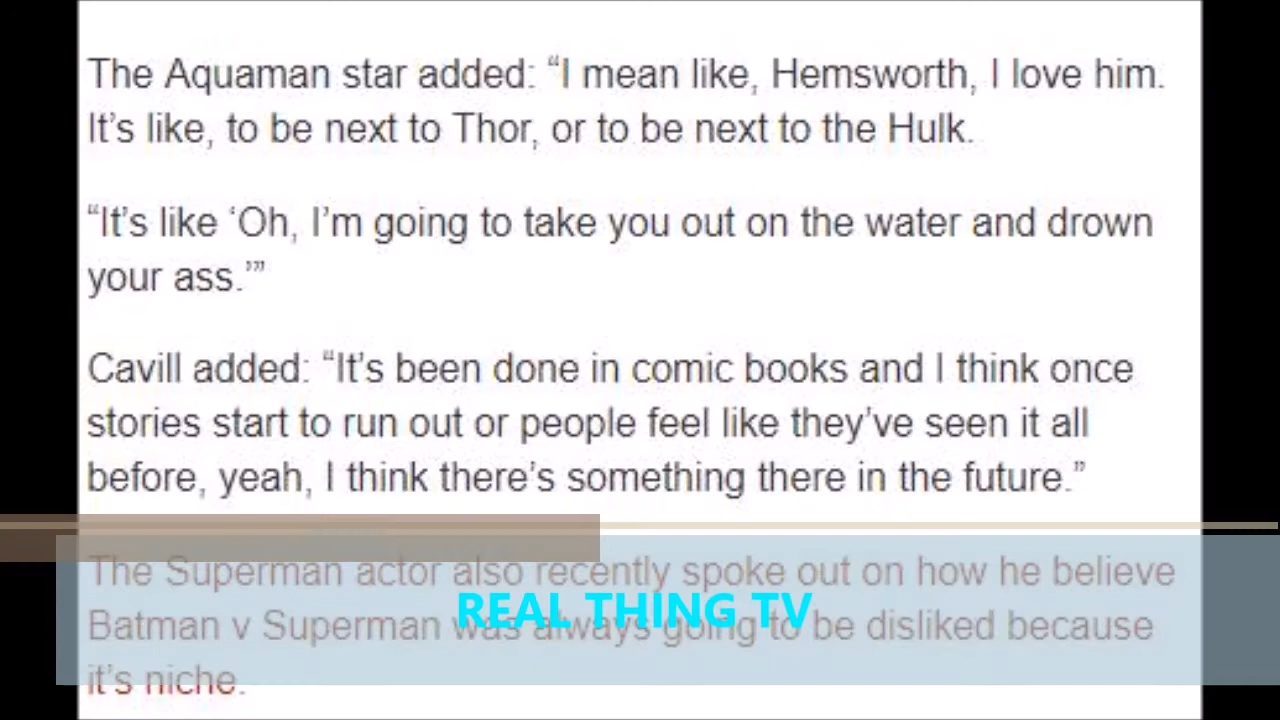 The Aquaman star added: “I mean like, Hemsworth, I love him.
It’s like, to be next to Thor, or to be next to the Hulk.
“It’s like ‘Oh, I’m going to take you out on the water and drown
your ass.’”
Cavill added: “It’s been done in comic books and I think once
stories start to run out or people feel like they’ve seen it all
before, yeah, I think there’s something there in the future.”
The Superman actor also recently spoke out on how he believe
REAL THING TV
Batman v Superman was always going to be disliked because
it’s niche.